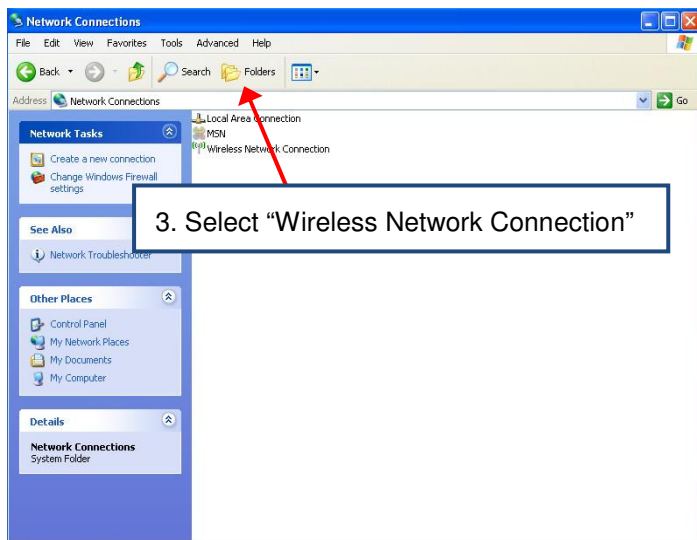 Network Connections
File Edit View Favorites Tools Advanced Help
Back Search Folders
Address Network Connections Go
Local Area Connection
MSN
Wireless Network Connection
Network Tasks
Create a new connection
Change Windows Firewall
settings
3. Select “Wireless Network Connection”
See Also
Network Troubleshooter
Other Places
Control Panel
My Network Places
My Documents
My Computer
Details
Network Connections
System Folder